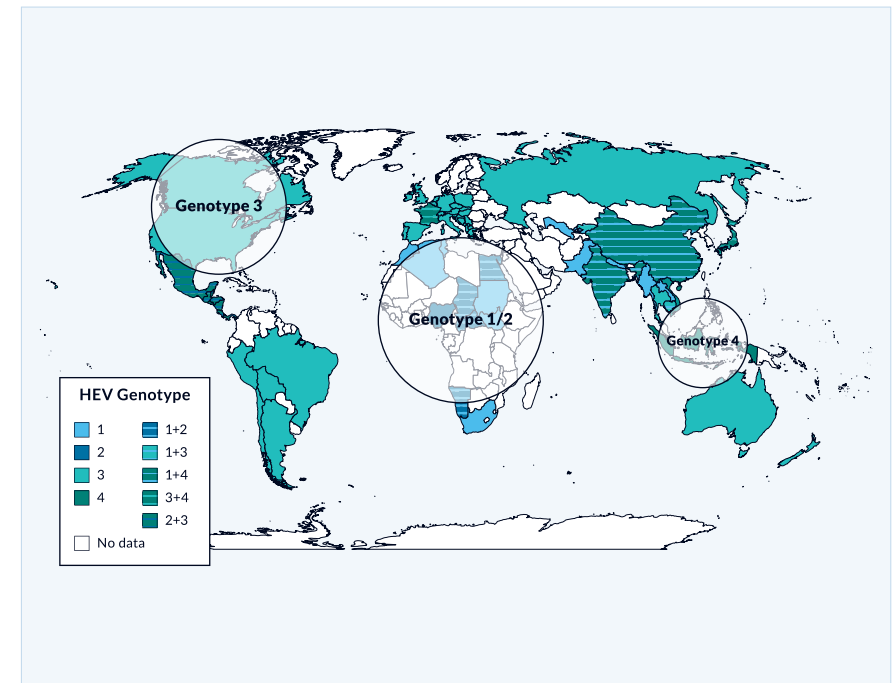 Genotype 3
Genotype 1/2
Genotype 4
HEV Genotype
1
2
3
4
1+2
1+3
1+4
3+4
2+3
No data